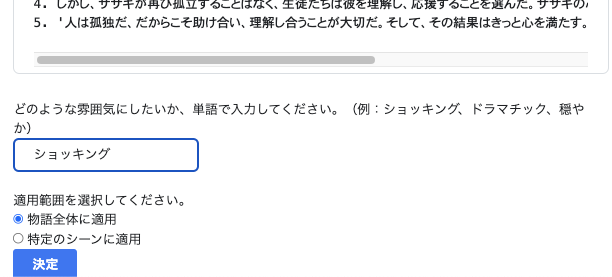 4. しかし、ササキが再び孤立することはなく、生徒たちは彼を理解し、応援することを選んだ。ササキの
5. '人は孤独だ、だからこそ助け合い、理解し合うことが大切だ。そして、その結果はきっと心を満たす。
どのような雰囲気にしたいか、単語で入力してください。（例：ショッキング、ドラマチック、穏や
か）
ショッキング
適用範囲を選択してください。
物語全体に適用
特定のシーンに適用
決定